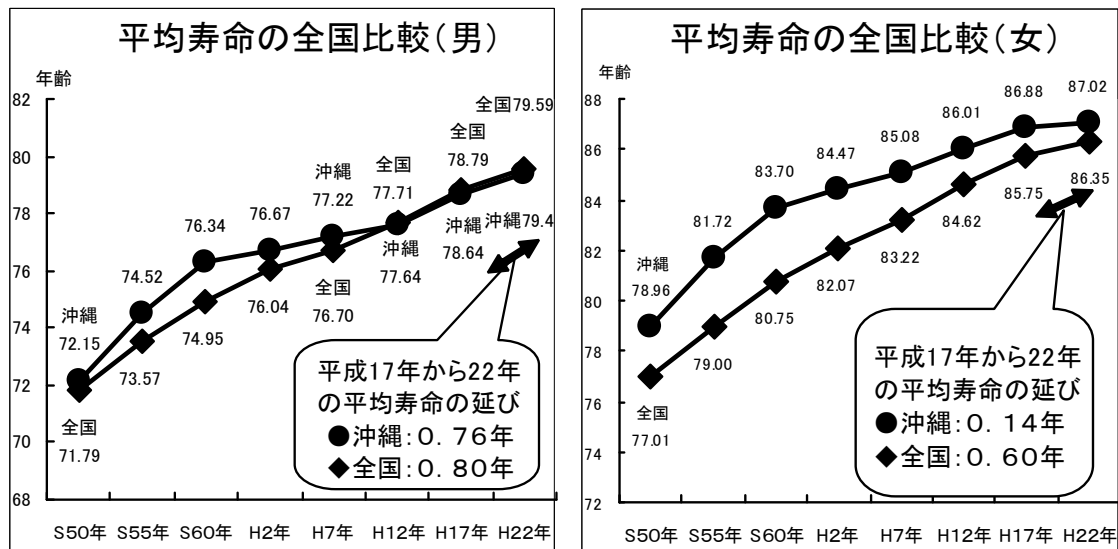 平均寿命の全国比較(男)
年齢
82
80
78
76
74
72
70
68
沖縄
72.15
74.52
76.34
76.67
沖縄
77.22
全国
77.71
全国
78.79
全国79.59
全国
71.79
73.57
74.95
76.04
全国
76.70
沖縄
77.64
沖縄
78.64
沖縄79.4
平成17年から22年
の平均寿命の延び
●沖縄:0.76年
◆全国:0.80年
S50年 S55年 S60年 H2年 H7年 H12年 H17年 H22年
平均寿命の全国比較(女)
年齢
88
86
84
82
80
78
76
74
72
沖縄
78.96
81.72
83.70
84.47
85.08
86.01
86.88
87.02
全国
77.01
79.00
80.75
82.07
83.22
84.62
85.75
86.35
平成17年から22年
の平均寿命の延び
●沖縄:0.14年
◆全国:0.60年
S50年 S55年 S60年 H2年 H7年 H12年 H17年 H22年